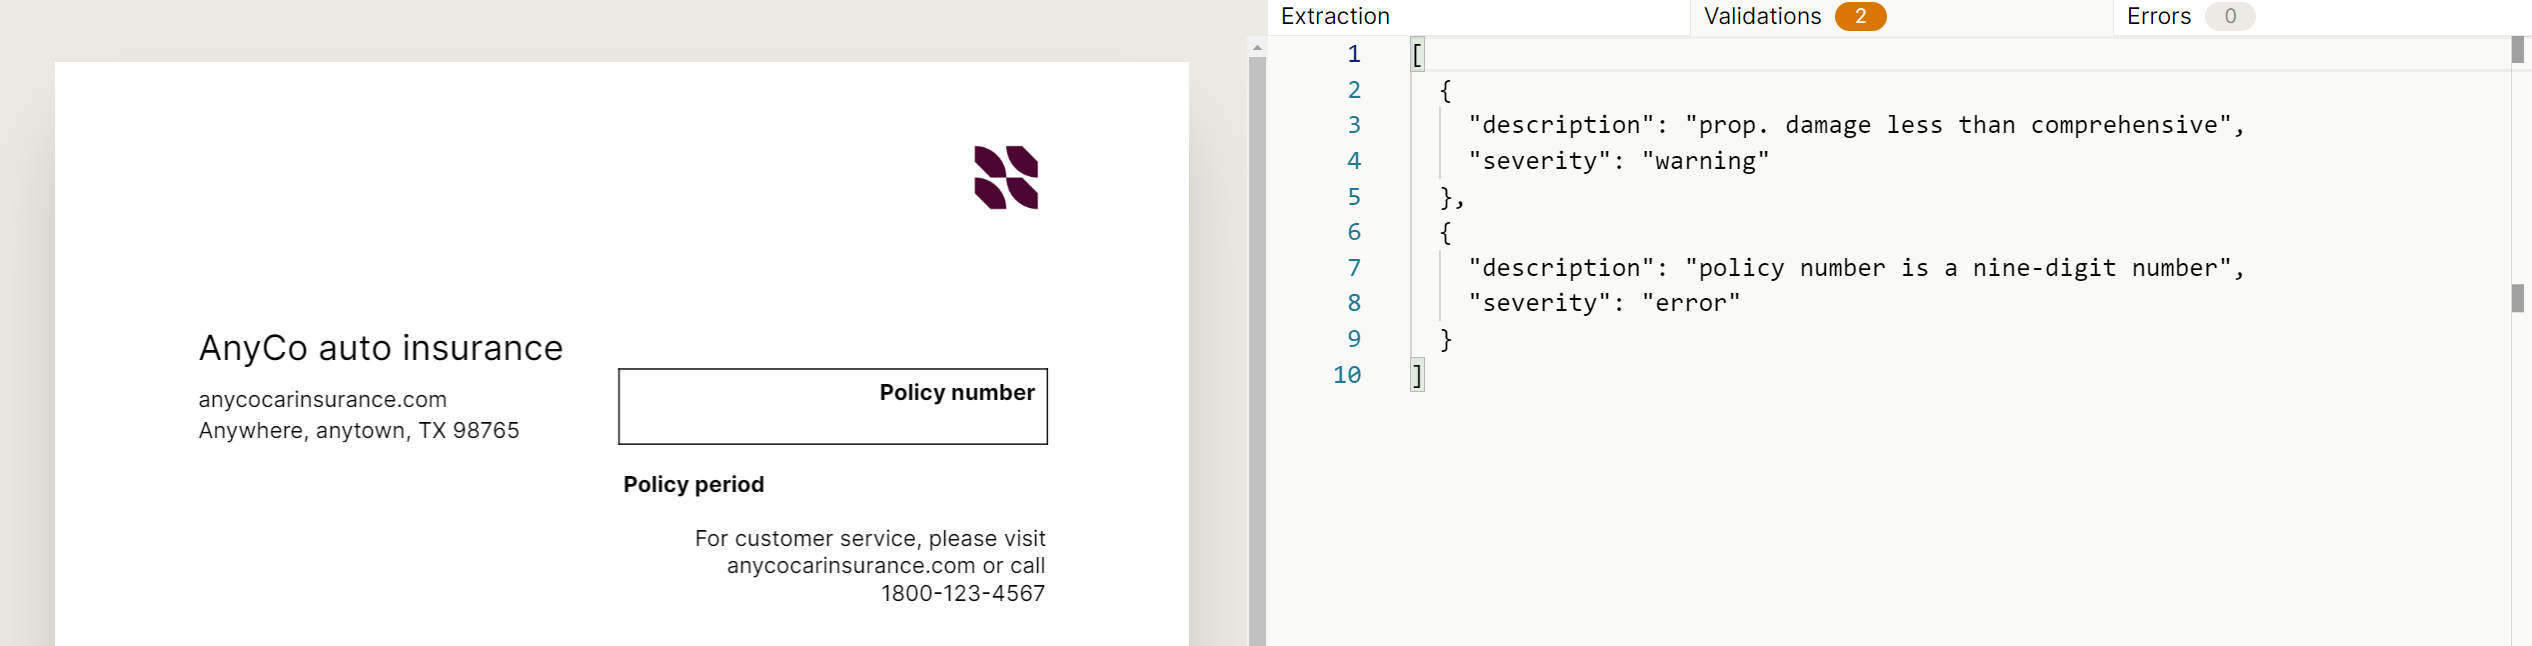 AnyCo auto insurance
anycocarinsurance.com
Anywhere, anytown, TX 98765
Policy number
Policy period
For customer service, please visit
anycocarinsurance.com or call
1800-123-4567
Extraction
Validations 2
Errors 0
1 [
2 {
3 "description": "prop. damage less than comprehensive",
4 "severity": "warning"
5 },
6 {
7 "description": "policy number is a nine-digit number",
8 "severity": "error"
9 }
10 ]